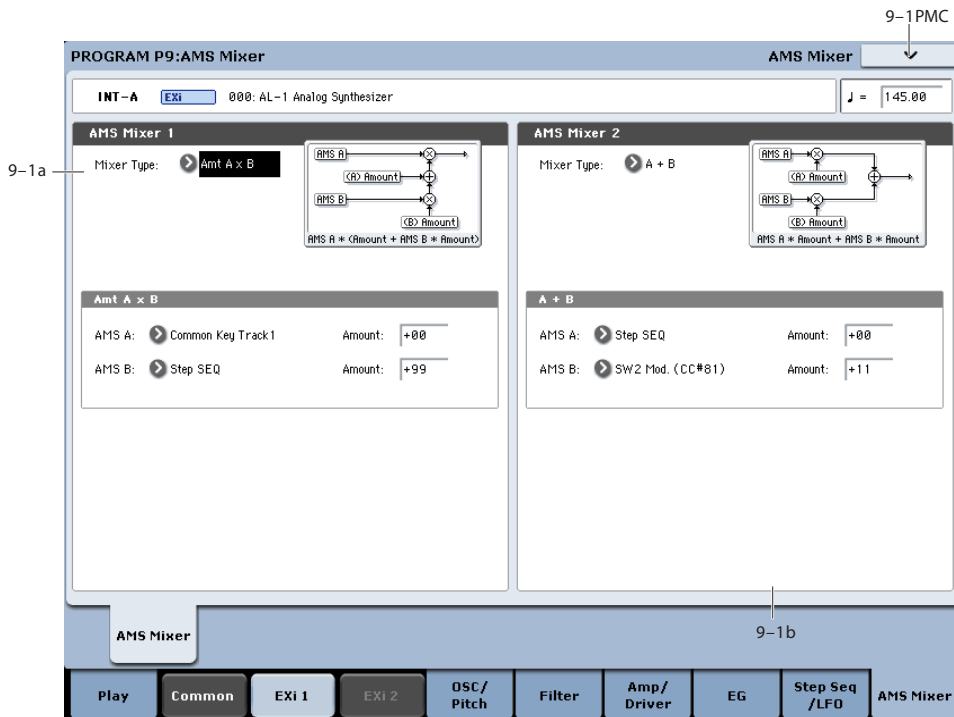 9–1PMC
PROGRAM P9:AMS Mixer
AMS Mixer
INT-A
EXi
000: AL-1 Analog Synthesizer
♩ = 145.00
AMS Mixer 1
9–1a
Mixer Type: Amt A x B
AMS A
(A) Amount
AMS B
(B) Amount
AMS A * (Amount + AMS B * Amount)
Amt A x B
AMS A: Common Key Track1 Amount: +00
AMS B: Step SEQ Amount: +99
AMS Mixer 2
Mixer Type: A + B
AMS A
(A) Amount
AMS B
(B) Amount
AMS A * Amount + AMS B * Amount
A + B
AMS A: Step SEQ Amount: +00
AMS B: SW2 Mod. (CC#81) Amount: +11
9–1b
AMS Mixer
Play
Common
EXi 1
EXi 2
OSC/
Pitch
Filter
Amp/
Driver
EG
Step Seq
/LFO
AMS Mixer